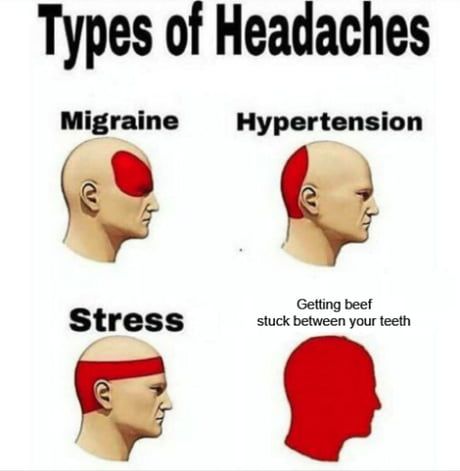 Types of Headaches
Migraine
Hypertension
Stress
Getting beef
stuck between your teeth